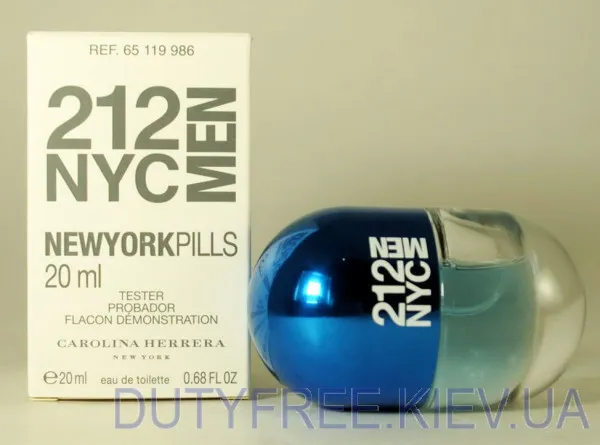 REF. 65 119 986
212
NYC
MEN
NEWYORKPILLS
20 ml
TESTER
PROBADOR
FLACON DÉMONSTRATION
CAROLINA HERRERA
NEW YORK
℮20 ml eau de toilette 0.68 FL OZ
212
NYC
MEN
DUTYFREE.KIEV.UA